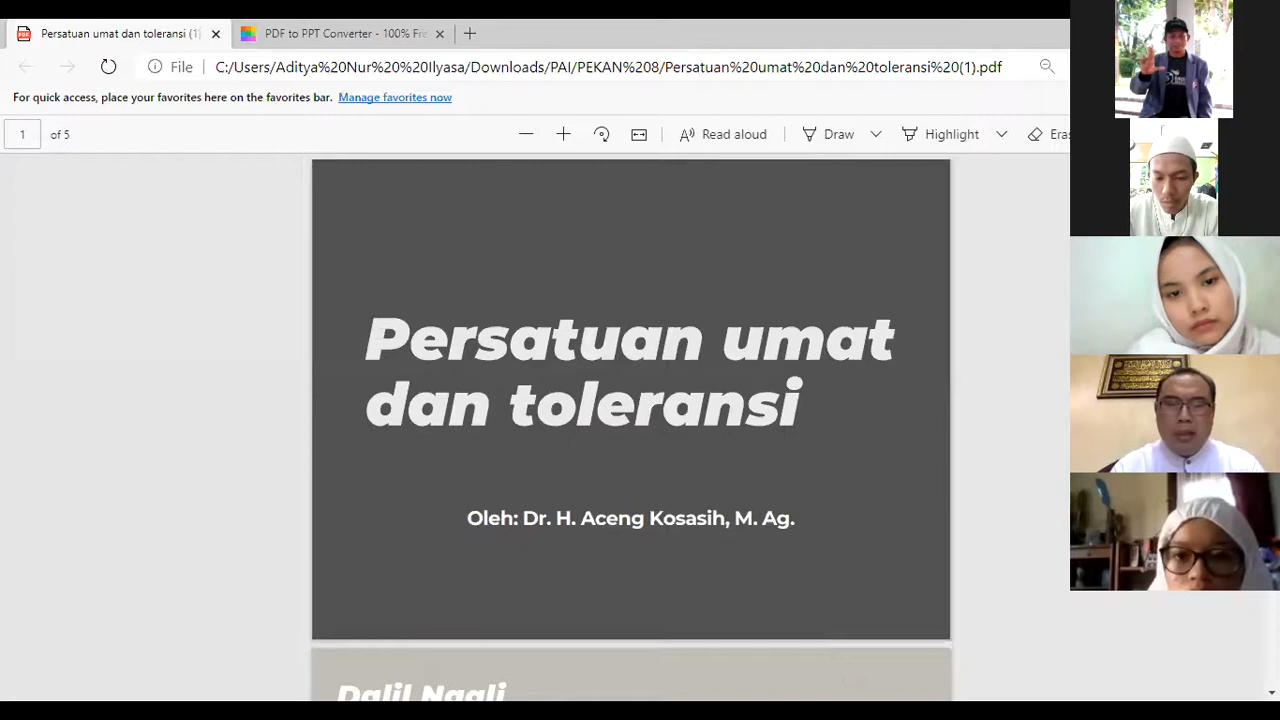 Persatuan umat dan toleransi (1)
PDF to PPT Converter - 100% Fre
File
C:/Users/Aditya%20Nur%20%20Ilyasa/Downloads/PAI/PEKAN%208/Persatuan%20umat%20dan%20toleransi%20(1).pdf
For quick access, place your favorites here on the favorites bar. Manage favorites now
1 of 5
Read aloud
Draw
Highlight
Eras
Persatuan umat
dan toleransi
Oleh: Dr. H. Aceng Kosasih, M. Ag.
Dalil Naqli